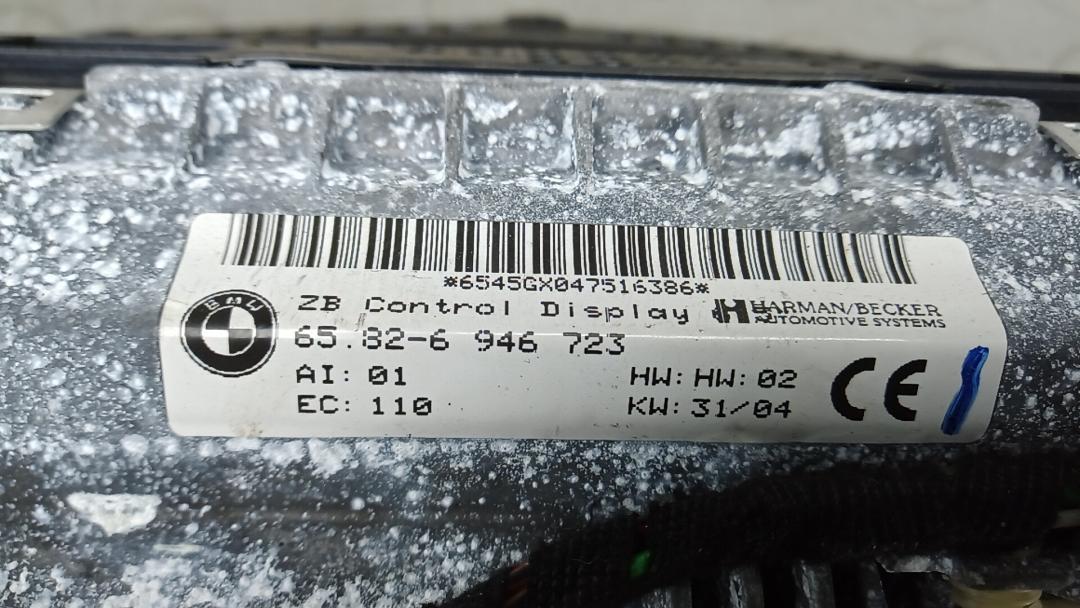 *6545GX047516386*
BMW
ZB Control Display
HARMAN/BECKER
AUTOMOTIVE SYSTEMS
65.82-6 946 723
AI: 01
HW: HW: 02
EC: 110
KW: 31/04
CE